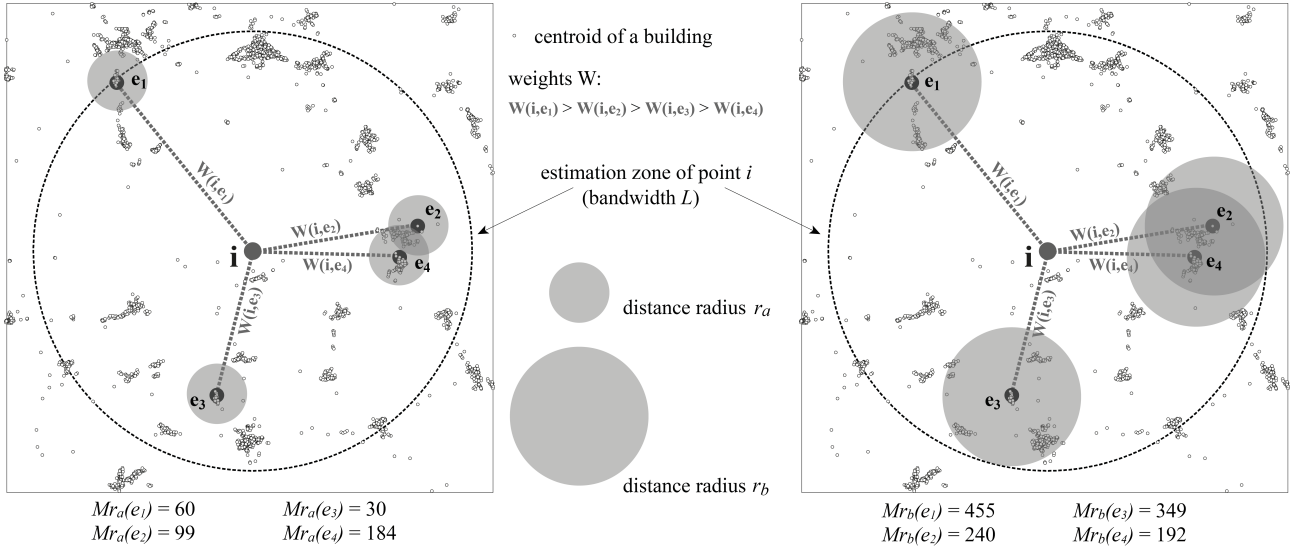 e1
W(i,e1)
e2
W(i,e2)
i
W(i,e4)
e4
W(i,e3)
e3
Mra(e1) = 60
Mra(e3) = 30
Mra(e2) = 99
Mra(e4) = 184
centroid of a building
weights W:
W(i,e1) > W(i,e2) > W(i,e3) > W(i,e4)
estimation zone of point i
(bandwidth L)
distance radius ra
distance radius rb
e1
W(i,e1)
e2
W(i,e2)
i
W(i,e4)
e4
W(i,e3)
e3
Mrb(e1) = 455
Mrb(e3) = 349
Mrb(e2) = 240
Mrb(e4) = 192